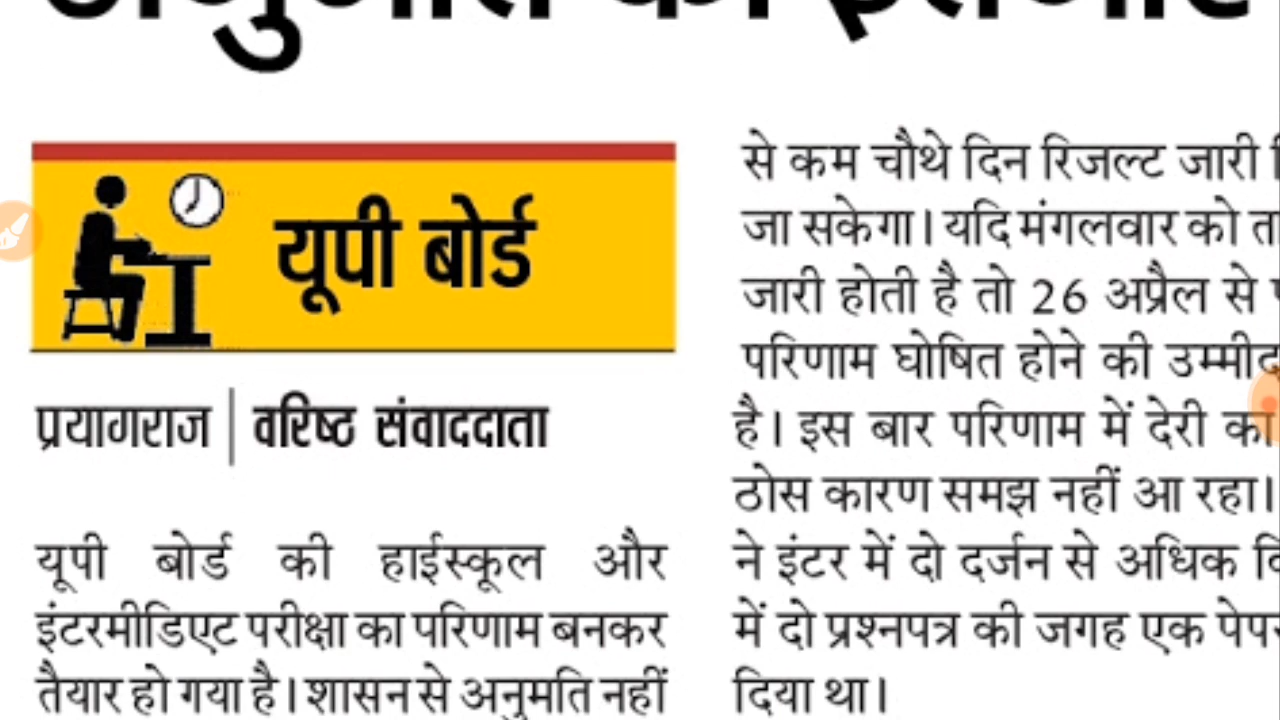 यूपी बोर्ड
प्रयागराज | वरिष्ठ संवाददाता
यूपी बोर्ड की हाईस्कूल और
इंटरमीडिएट परीक्षा का परिणाम बनकर
तैयार हो गया है। शासन से अनुमति नहीं
से कम चौथे दिन रिजल्ट जारी
जा सकेगा। यदि मंगलवार को
जारी होती है तो 26 अप्रैल से
परिणाम घोषित होने की उम्मीद
है। इस बार परिणाम में देरी का
ठोस कारण समझ नहीं आ रहा।
ने इंटर में दो दर्जन से अधिक
में दो प्रश्नपत्र की जगह एक
दिया था।